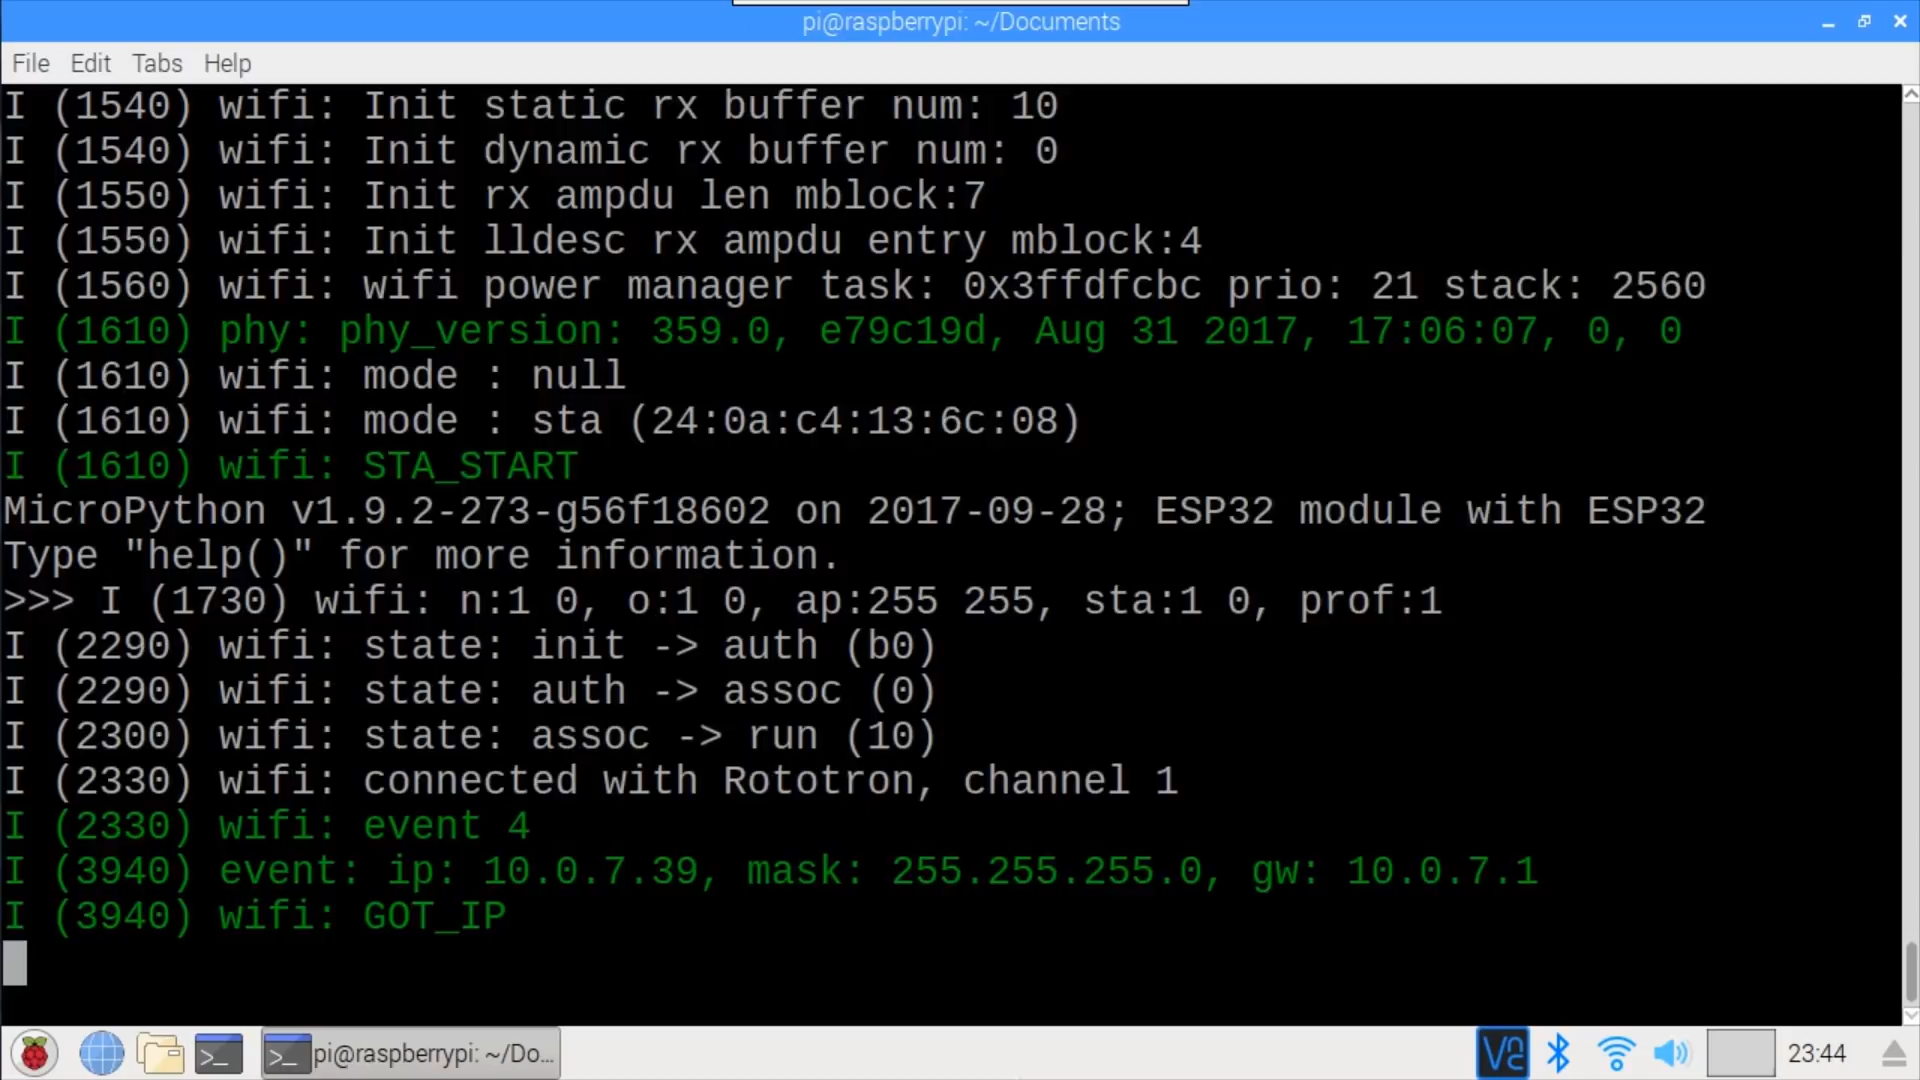 pi@raspberrypi: ~/Documents
File Edit Tabs Help
I (1540) wifi: Init static rx buffer num: 10
I (1540) wifi: Init dynamic rx buffer num: 0
I (1550) wifi: Init rx ampdu len mblock:7
I (1550) wifi: Init lldesc rx ampdu entry mblock:4
I (1560) wifi: wifi power manager task: 0x3ffdfcbc prio: 21 stack: 2560
I (1610) phy: phy_version: 359.0, e79c19d, Aug 31 2017, 17:06:07, 0, 0
I (1610) wifi: mode : null
I (1610) wifi: mode : sta (24:0a:c4:13:6c:08)
I (1610) wifi: STA_START
MicroPython v1.9.2-273-g56f18602 on 2017-09-28; ESP32 module with ESP32
Type "help()" for more information.
>>> I (1730) wifi: n:1 0, o:1 0, ap:255 255, sta:1 0, prof:1
I (2290) wifi: state: init -> auth (b0)
I (2290) wifi: state: auth -> assoc (0)
I (2300) wifi: state: assoc -> run (10)
I (2330) wifi: connected with Rototron, channel 1
I (2330) wifi: event 4
I (3940) event: ip: 10.0.7.39, mask: 255.255.255.0, gw: 10.0.7.1
I (3940) wifi: GOT_IP
pi@raspberrypi: ~/Do...
23:44